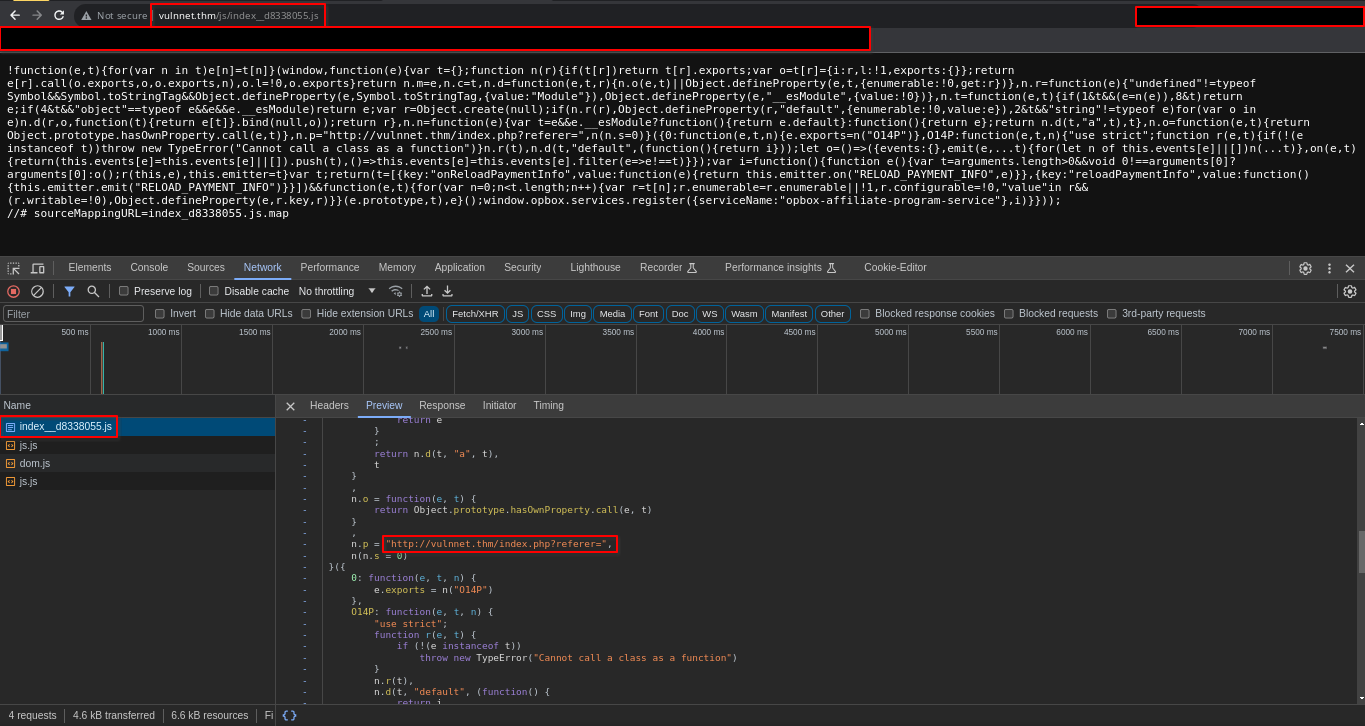 Not secure vulnnet.thm/js/index__d8338055.js
!function(e,t){for(var n in t)e[n]=t[n]}(window,function(e){var t={};function n(r){if(t[r])return t[r].exports;var o=t[r]={i:r,l:!1,exports:{}};return
e[r].call(o.exports,o,o.exports,n),o.l=!0,o.exports}return n.m=e,n.c=t,n.d=function(e,t,r){n.o(e,t)||Object.defineProperty(e,t,{enumerable:!0,get:r})},n.r=function(e){"undefined"!=typeof
Symbol&&Symbol.toStringTag&&Object.defineProperty(e,Symbol.toStringTag,{value:"Module"}),Object.defineProperty(e,"__esModule",{value:!0})},n.t=function(e,t){if(1&t&&(e=n(e)),8&t)return
e;if(4&t&&"object"==typeof e&&e&&e.__esModule)return e;var r=Object.create(null);if(n.r(r),Object.defineProperty(r,"default",{enumerable:!0,value:e}),2&t&&"string"!=typeof e)for(var o in
e)n.d(r,o,function(t){return e[t]}.bind(null,o));return r},n.n=function(e){var t=e&&e.__esModule?function(){return e.default}:function(){return e};return n.d(t,"a",t),t},n.o=function(e,t){return
Object.prototype.hasOwnProperty.call(e,t)},n.p="http://vulnnet.thm/index.php?referer=",n(n.s=0)}({0:function(e,t,n){e.exports=n("O14P")},O14P:function(e,t,n){"use strict";function r(e,t){if(!(e
instanceof t))throw new TypeError("Cannot call a class as a function")}n.r(t),n.d(t,"default",(function(){return i}));let o=()=>({events:{},emit(e,...t){for(let n of this.events[e]||[])n(...t)},on(e,t)
{return(this.events[e]=this.events[e]||[]).push(t),()=>this.events[e]=this.events[e].filter(e=>e!==t)}});var i=function(){function e(){var t=arguments.length>0&&void 0!==arguments[0]?
arguments[0]:o();r(this,e),this.emitter=t}var t;return(t=[{key:"onReloadPaymentInfo",value:function(e){return this.emitter.on("RELOAD_PAYMENT_INFO",e)}},{key:"reloadPaymentInfo",value:function()
{this.emitter.emit("RELOAD_PAYMENT_INFO")}}])&&function(e,t){for(var n=0;n<t.length;n++){var r=t[n];r.enumerable=r.enumerable||!1,r.configurable=!0,"value"in r&&
(r.writable=!0),Object.defineProperty(e,r.key,r)}}(e.prototype,t),e}();window.opbox.services.register({serviceName:"opbox-affiliate-program-service"},i)}}));
//# sourceMappingURL=index_d8338055.js.map
Elements Console Sources Network Performance Memory Application Security Lighthouse Recorder Performance insights Cookie-Editor
Preserve log Disable cache No throttling
Filter Invert Hide data URLs Hide extension URLs All Fetch/XHR JS CSS Img Media Font Doc WS Wasm Manifest Other Blocked response cookies Blocked requests 3rd-party requests
500 ms 1000 ms 1500 ms 2000 ms 2500 ms 3000 ms 3500 ms 4000 ms 4500 ms 5000 ms 5500 ms 6000 ms 6500 ms 7000 ms 7500 ms
Name
index__d8338055.js
js.js
dom.js
js.js
Headers Preview Response Initiator Timing
- return e
- }
- ;
- return n.d(t, "a", t),
- t
- }
- ,
- n.o = function(e, t) {
- return Object.prototype.hasOwnProperty.call(e, t)
- }
- ,
- n.p = "http://vulnnet.thm/index.php?referer=",
- n(n.s = 0)
- }({
- 0: function(e, t, n) {
- e.exports = n("O14P")
- },
- O14P: function(e, t, n) {
- "use strict";
- function r(e, t) {
- if (!(e instanceof t))
- throw new TypeError("Cannot call a class as a function")
- }
- n.r(t),
- n.d(t, "default", (function() {
- return i
4 requests 4.6 kB transferred 6.6 kB resources Fi {}